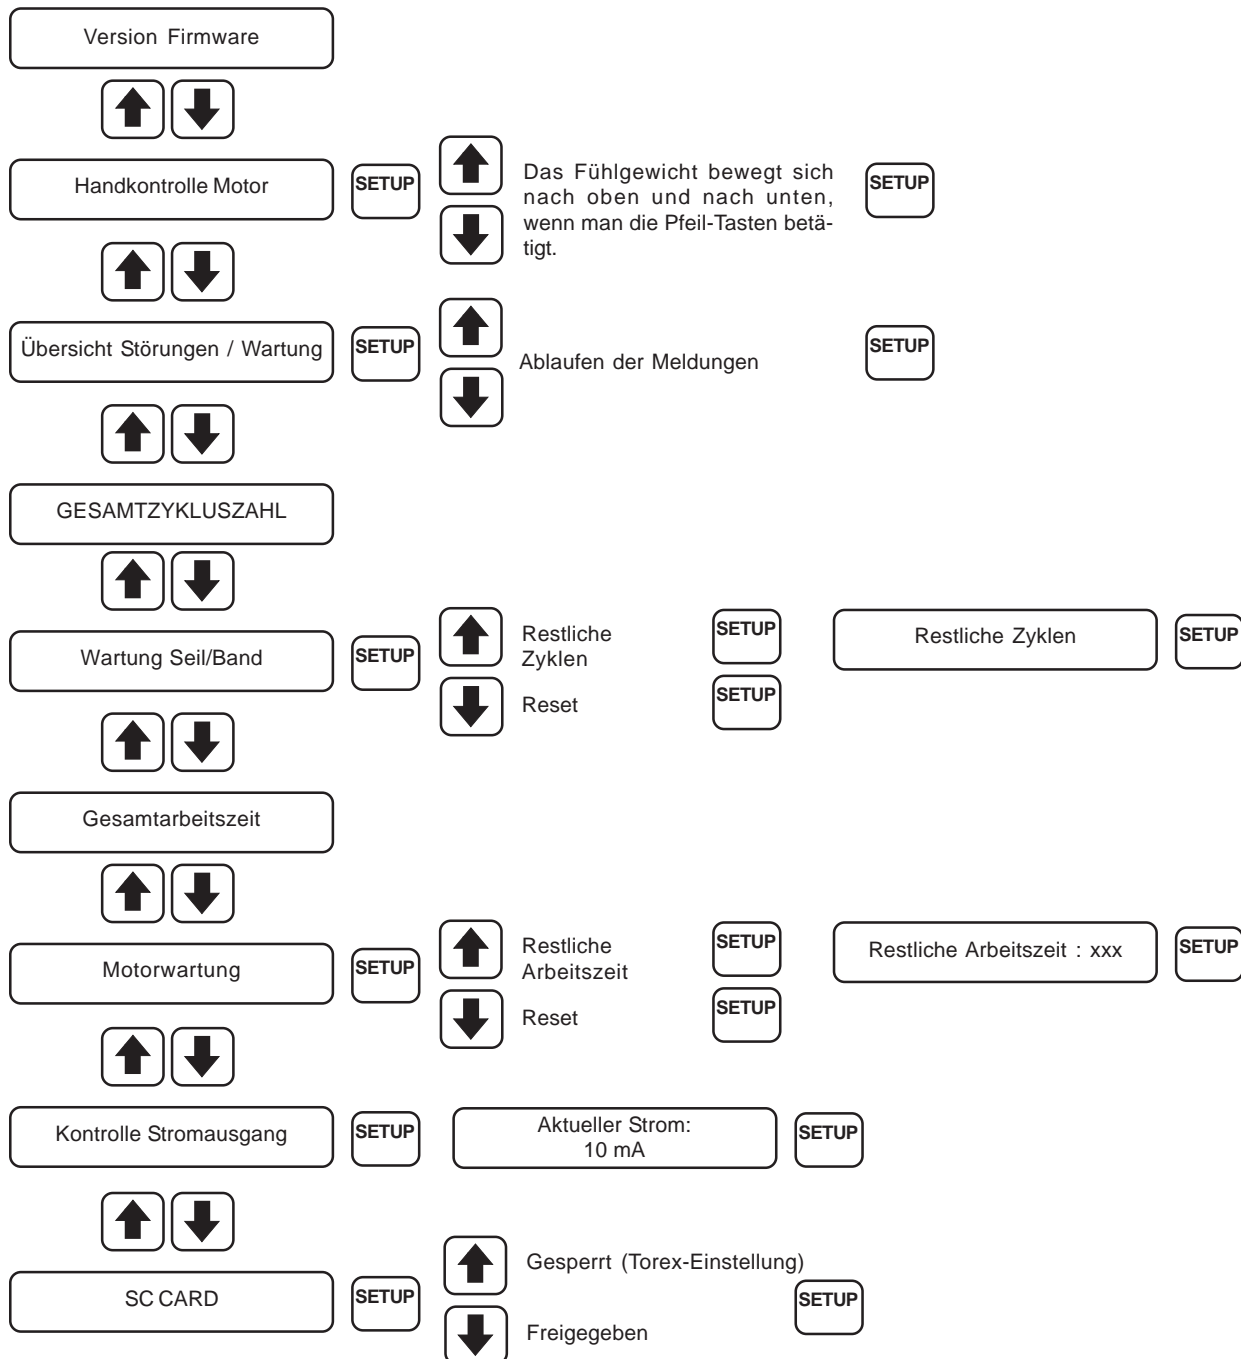 Version Firmware
Handkontrolle Motor
SETUP
Das Fühlgewicht bewegt sich
nach oben und nach unten,
wenn man die Pfeil-Tasten betä-
tigt.
SETUP
Übersicht Störungen / Wartung
SETUP
Ablaufen der Meldungen
SETUP
GESAMTZYKLUSZAHL
Wartung Seil/Band
SETUP
Restliche
Zyklen
SETUP
Restliche Zyklen
SETUP
Reset
SETUP
Gesamtarbeitszeit
Motorwartung
SETUP
Restliche
Arbeitszeit
SETUP
Restliche Arbeitszeit : xxx
SETUP
Reset
SETUP
Kontrolle Stromausgang
SETUP
Aktueller Strom:
10 mA
SETUP
SC CARD
SETUP
Gesperrt (Torex-Einstellung)
SETUP
Freigegeben